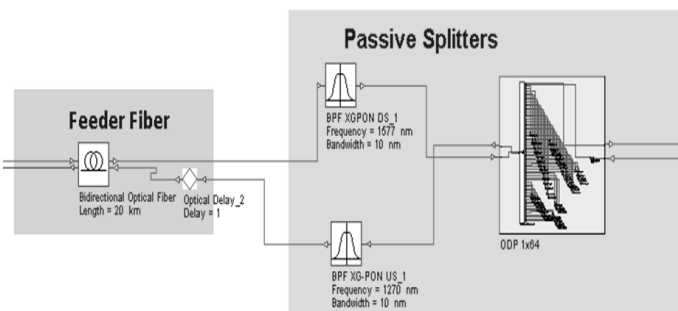 Passive Splitters
Feeder Fiber
BPF XGPON DS_1
Frequency = 1577 nm
Bandwidth = 10 nm
Bidirectional Optical Fiber
Length = 20 km
Optical Delay_2
Delay = 1
ODP 1x64
BPF XG-PON US_1
Frequency = 1270 nm
Bandwidth = 10 nm